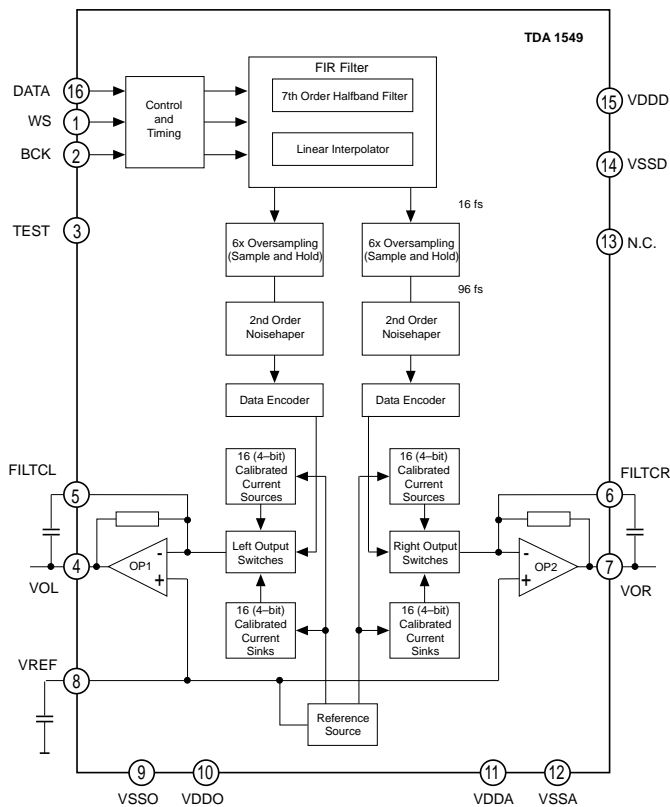 TDA 1549
FIR Filter
7th Order Halfband Filter
Linear Interpolator
DATA
16
WS
1
BCK
2
Control
and
Timing
TEST
3
15
VDDD
14
VSSD
13
N.C.
16 fs
6x Oversampling
(Sample and Hold)
6x Oversampling
(Sample and Hold)
96 fs
2nd Order
Noisehaper
2nd Order
Noisehaper
Data Encoder
Data Encoder
16 (4–bit)
Calibrated
Current
Sources
16 (4–bit)
Calibrated
Current
Sources
FILTCL
5
FILTCR
6
Left Output
Switches
Right Output
Switches
-
+
OP1
-
+
OP2
4
VOL
7
VOR
16 (4–bit)
Calibrated
Current
Sinks
16 (4–bit)
Calibrated
Current
Sinks
VREF
8
Reference
Source
9
VSSO
10
VDDO
11
VDDA
12
VSSA